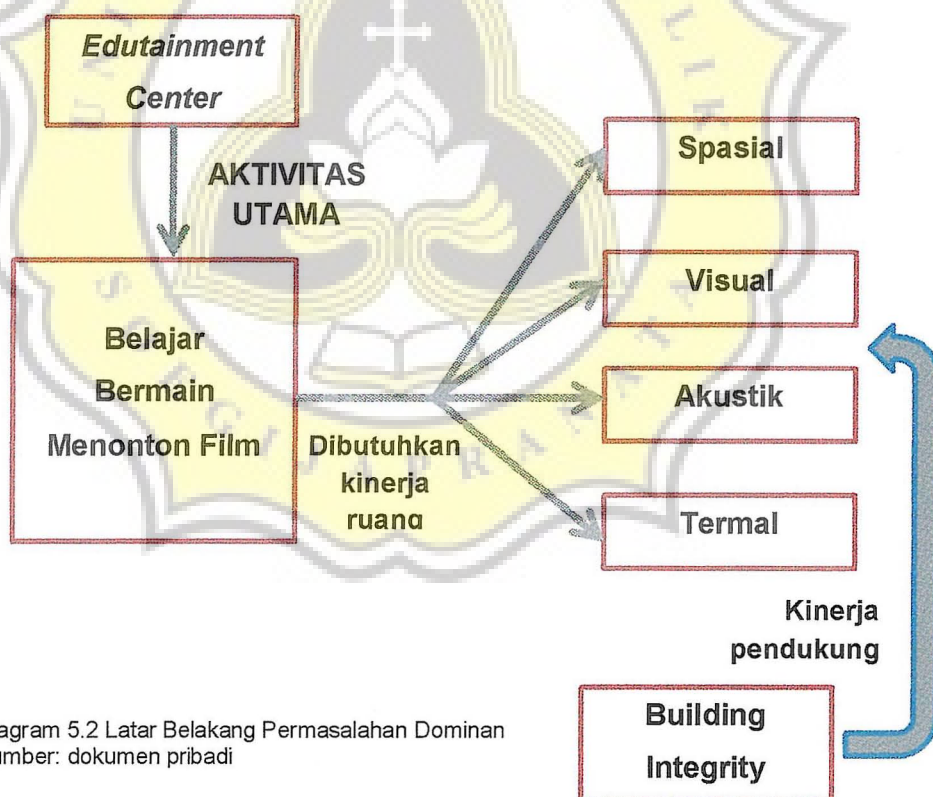 Edutainment
Center
AKTIVITAS
UTAMA
Belajar
Bermain
Menonton Film
Dibutuhkan
kinerja
ruang
Spasial
Visual
Akustik
Termal
Kinerja
pendukung
Building
Integrity
agram 5.2 Latar Belakang Permasalahan Dominan
umber: dokumen pribadi